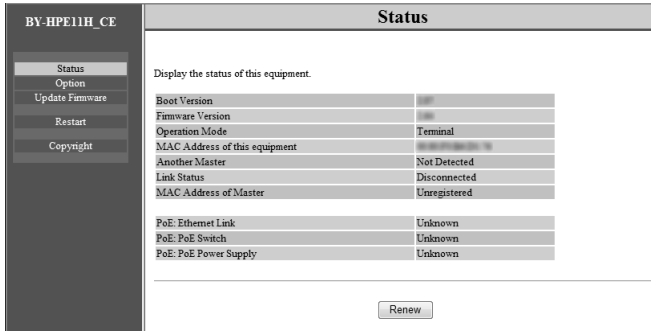 BY-HPE11H_CE
Status
Option
Update Firmware
Restart
Copyright
Status
Display the status of this equipment.
Boot Version
Firmware Version
Operation Mode Terminal
MAC Address of this equipment
Another Master Not Detected
Link Status Disconnected
MAC Address of Master Unregistered
PoE: Ethernet Link Unknown
PoE: PoE Switch Unknown
PoE: PoE Power Supply Unknown
Renew